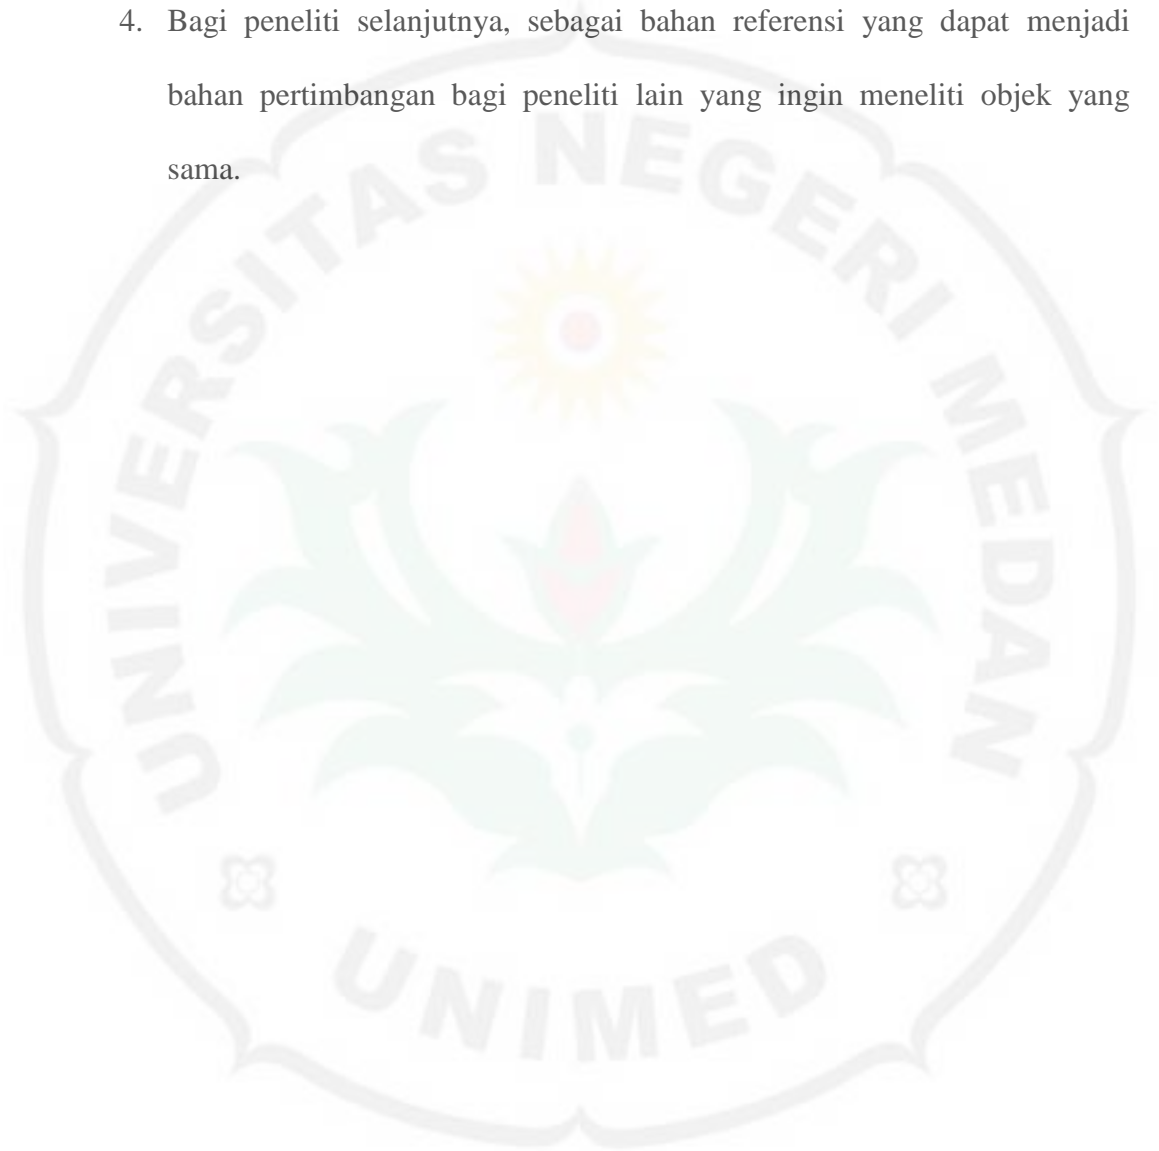 4. Bagi peneliti selanjutnya, sebagai bahan referensi yang dapat menjadi
bahan pertimbangan bagi peneliti lain yang ingin meneliti objek yang
sama.
UNIVERSITAS NEGERI MEDAN
UNIMED